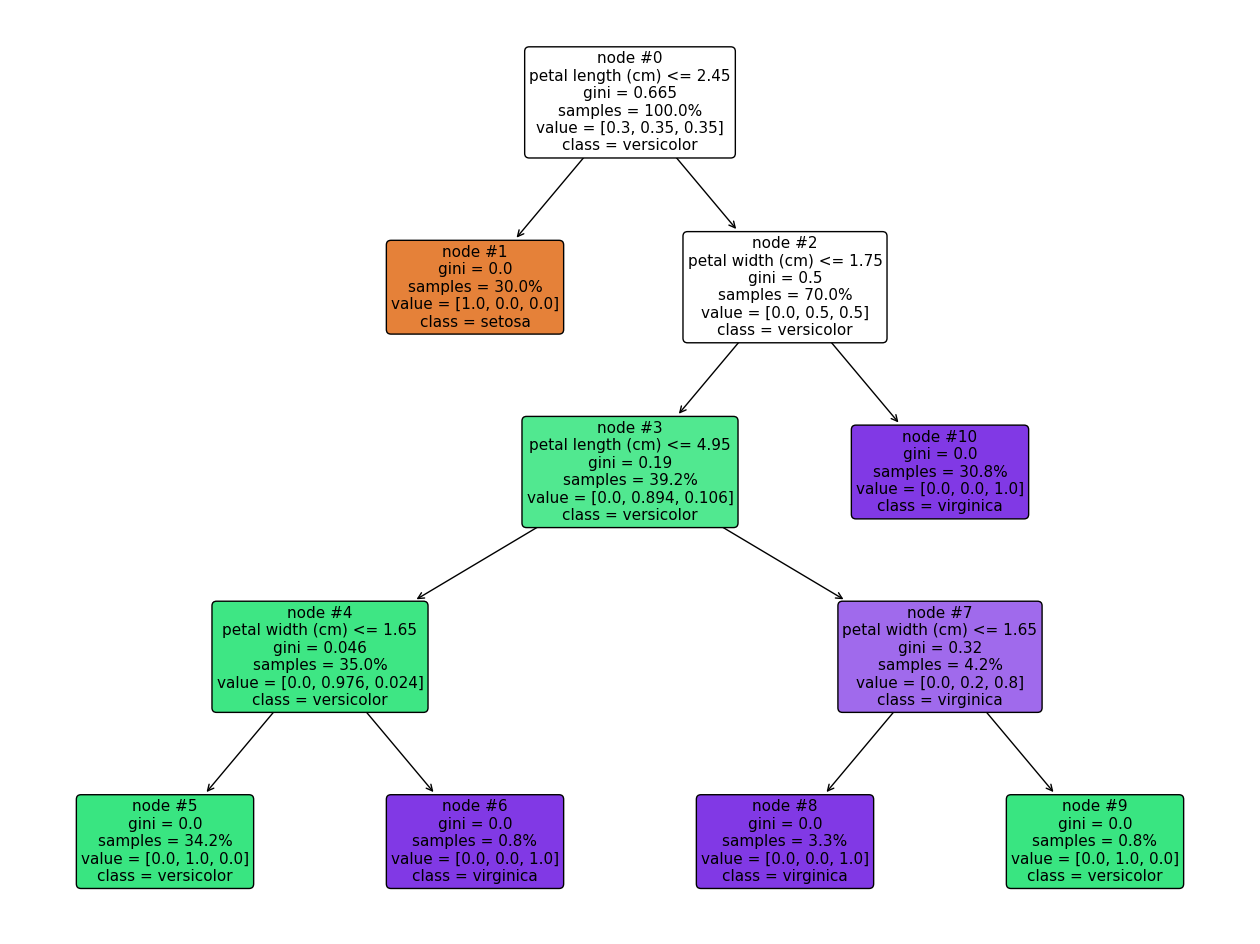 node #0
petal length (cm) <= 2.45
gini = 0.665
samples = 100.0%
value = [0.3, 0.35, 0.35]
class = versicolor
node #1
gini = 0.0
samples = 30.0%
value = [1.0, 0.0, 0.0]
class = setosa
node #2
petal width (cm) <= 1.75
gini = 0.5
samples = 70.0%
value = [0.0, 0.5, 0.5]
class = versicolor
node #3
petal length (cm) <= 4.95
gini = 0.19
samples = 39.2%
value = [0.0, 0.894, 0.106]
class = versicolor
node #10
gini = 0.0
samples = 30.8%
value = [0.0, 0.0, 1.0]
class = virginica
node #4
petal width (cm) <= 1.65
gini = 0.046
samples = 35.0%
value = [0.0, 0.976, 0.024]
class = versicolor
node #7
petal width (cm) <= 1.65
gini = 0.32
samples = 4.2%
value = [0.0, 0.2, 0.8]
class = virginica
node #5
gini = 0.0
samples = 34.2%
value = [0.0, 1.0, 0.0]
class = versicolor
node #6
gini = 0.0
samples = 0.8%
value = [0.0, 0.0, 1.0]
class = virginica
node #8
gini = 0.0
samples = 3.3%
value = [0.0, 0.0, 1.0]
class = virginica
node #9
gini = 0.0
samples = 0.8%
value = [0.0, 1.0, 0.0]
class = versicolor